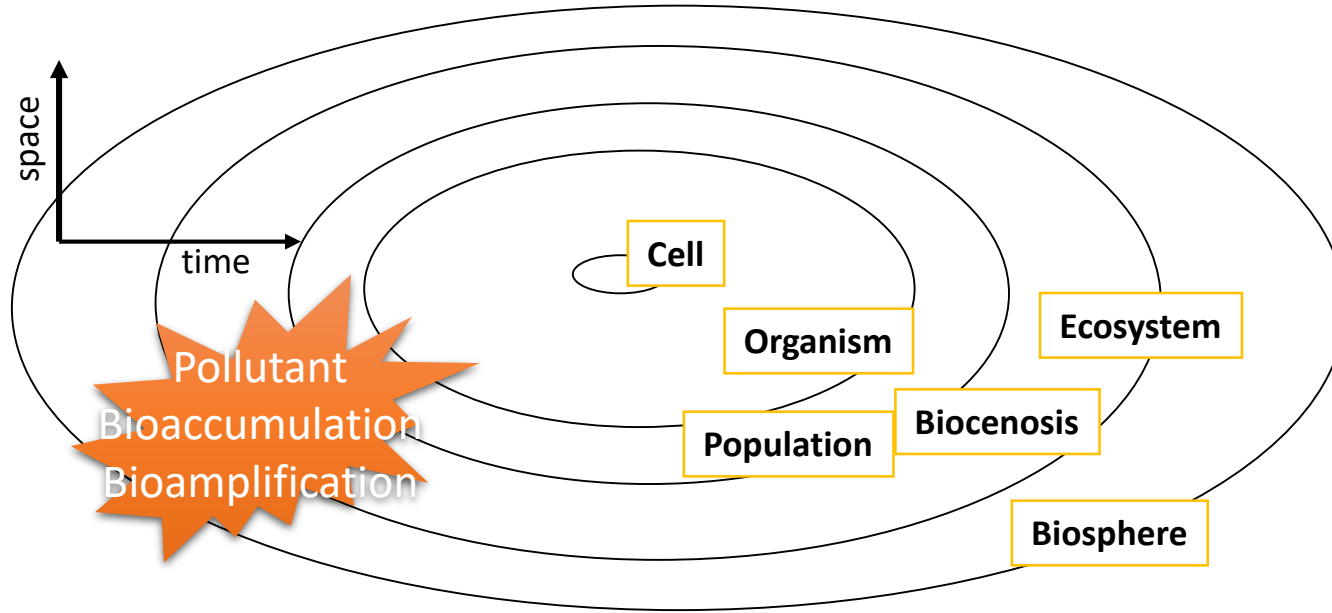 space
time
Cell
Organism
Ecosystem
Pollutant
Bioaccumulation
Bioamplification
Population
Biocenosis
Biosphere